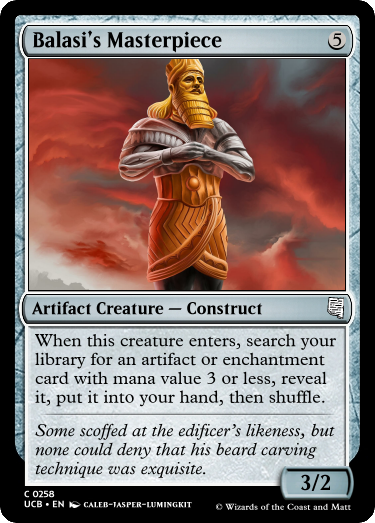 Balasi's Masterpiece 5
Artifact Creature — Construct
When this creature enters, search your
library for an artifact or enchantment
card with mana value 3 or less, reveal
it, put it into your hand, then shuffle.
Some scoffed at the edificer's likeness, but
none could deny that his beard carving
technique was exquisite.
3/2
C 0258
UCB • EN CALEB-JASPER-LUMINGKIT
© Wizards of the Coast and Matt